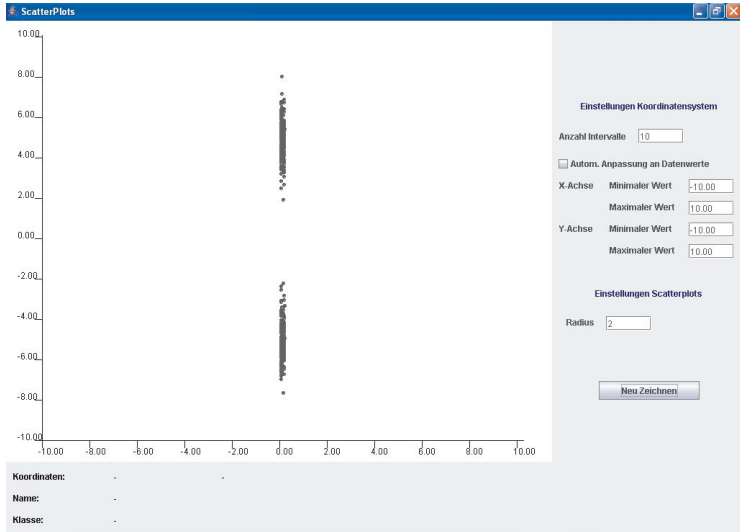 ScatterPlots
10.00
8.00
6.00
4.00
2.00
0.00
-2.00
-4.00
-6.00
-8.00
-10.00
-10.00 -8.00 -6.00 -4.00 -2.00 0.00 2.00 4.00 6.00 8.00 10.00
Einstellungen Koordinatensystem
Anzahl Intervalle 10
Autom. Anpassung an Datenwerte
X-Achse Minimaler Wert -10.00
Maximaler Wert 10.00
Y-Achse Minimaler Wert -10.00
Maximaler Wert 10.00
Einstellungen Scatterplots
Radius 2
Neu Zeichnen
Koordinaten: - -
Name: -
Klasse: -